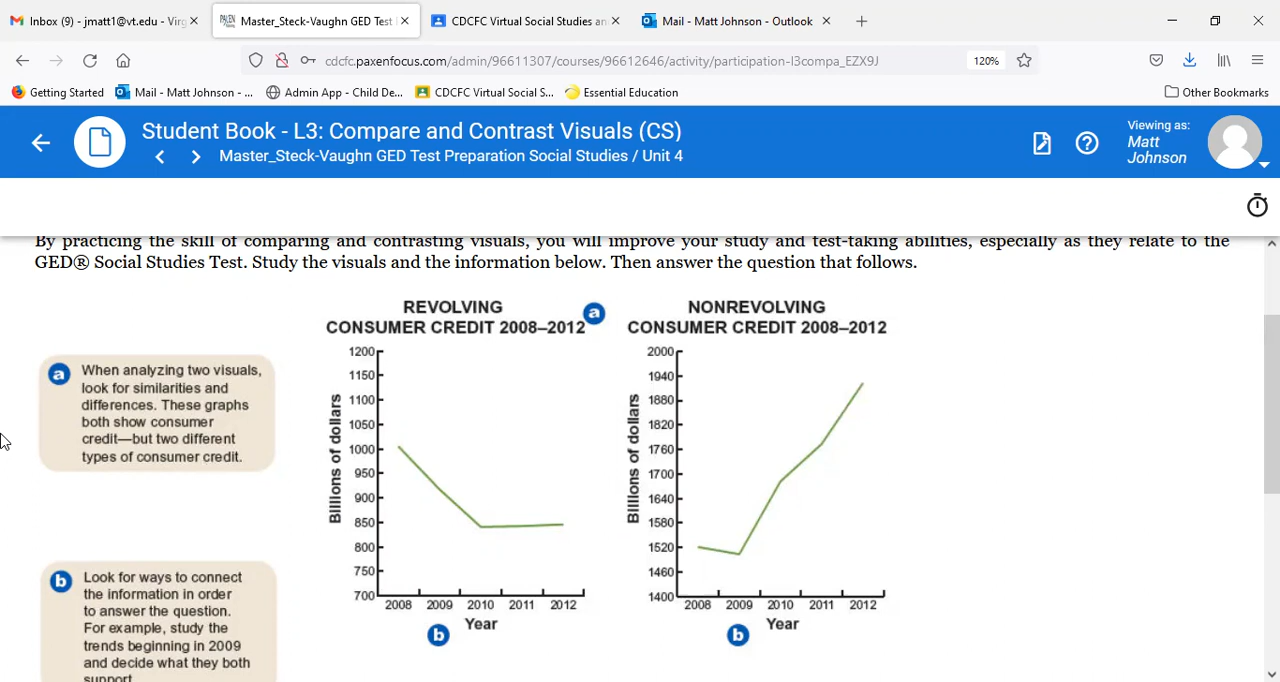 Inbox (9) - jmatt1@vt.edu - Virg
Master_Steck-Vaughn GED Test
CDCFC Virtual Social Studies an
Mail - Matt Johnson - Outlook
cdcfc.paxenfocus.com/admin/96611307/courses/96612646/activity/participation-l3compa_EZX9J
120%
Getting Started
Mail - Matt Johnson - ...
Admin App - Child De...
CDCFC Virtual Social S...
Essential Education
Other Bookmarks
Student Book - L3: Compare and Contrast Visuals (CS)
Master_Steck-Vaughn GED Test Preparation Social Studies / Unit 4
Viewing as:
Matt
Johnson
By practicing the skill of comparing and contrasting visuals, you will improve your study and test-taking abilities, especially as they relate to the
GED® Social Studies Test. Study the visuals and the information below. Then answer the question that follows.
a
When analyzing two visuals,
look for similarities and
differences. These graphs
both show consumer
credit—but two different
types of consumer credit.
b
Look for ways to connect
the information in order
to answer the question.
For example, study the
trends beginning in 2009
and decide what they both
support.
REVOLVING
CONSUMER CREDIT 2008–2012
a
Billions of dollars
1200
1150
1100
1050
1000
950
900
850
800
750
700
2008 2009 2010 2011 2012
b
Year
NONREVOLVING
CONSUMER CREDIT 2008–2012
Billions of dollars
2000
1940
1880
1820
1760
1700
1640
1580
1520
1460
1400
2008 2009 2010 2011 2012
b
Year